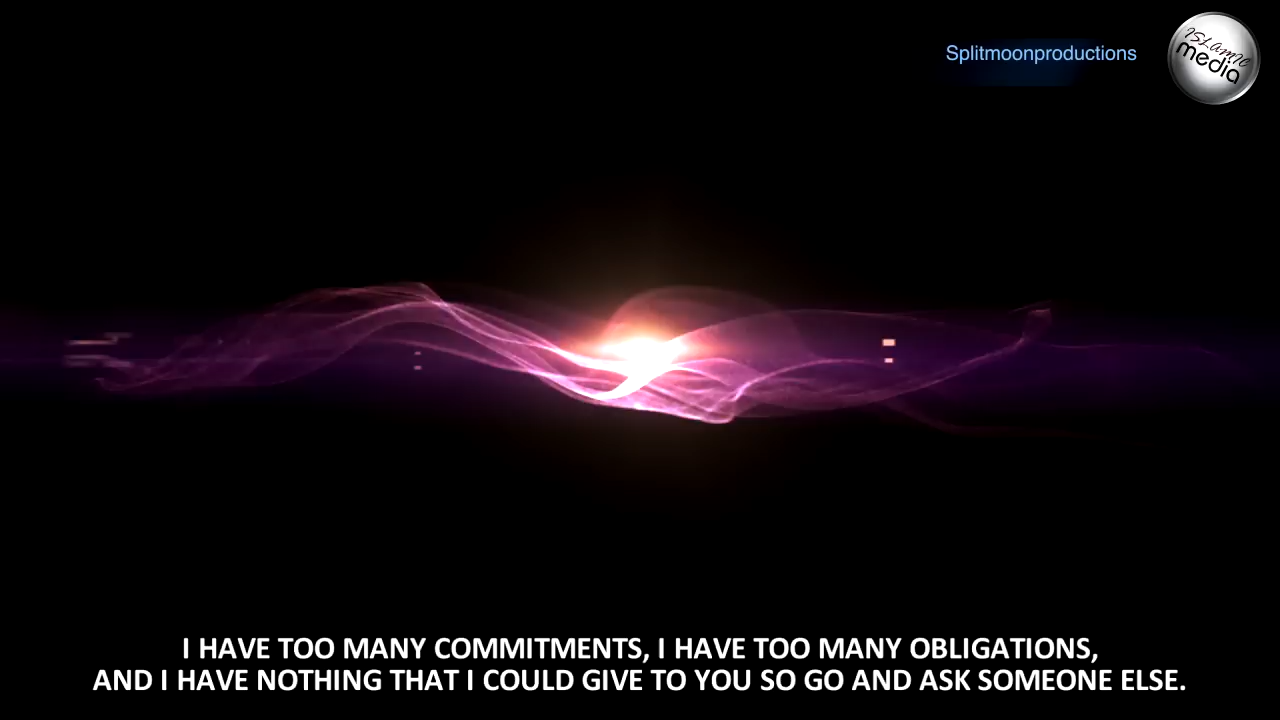 Splitmoonproductions
ISLAMIC
media
I HAVE TOO MANY COMMITMENTS, I HAVE TOO MANY OBLIGATIONS,
AND I HAVE NOTHING THAT I COULD GIVE TO YOU SO GO AND ASK SOMEONE ELSE.